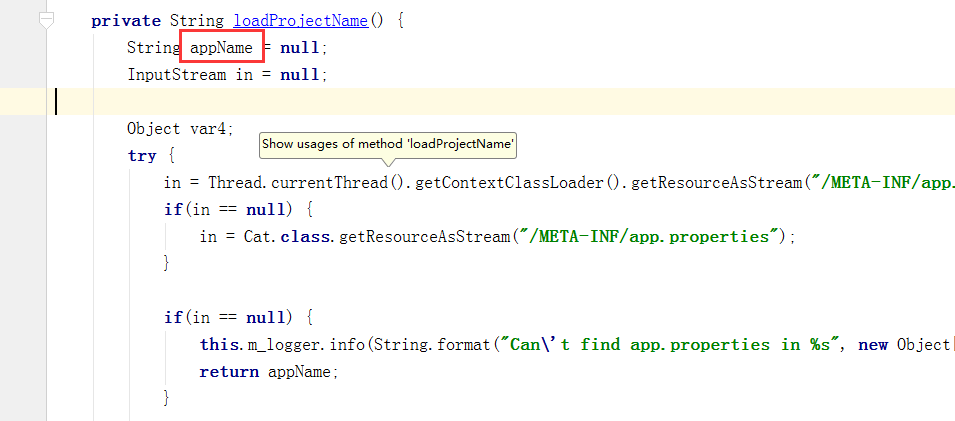 private String loadProjectName() {
String appName = null;
InputStream in = null;
Object var4;
Show usages of method 'loadProjectName'
try {
in = Thread.currentThread().getContextClassLoader().getResourceAsStream("/META-INF/app.
if(in == null) {
in = Cat.class.getResourceAsStream("/META-INF/app.properties");
}
if(in == null) {
this.m_logger.info(String.format("Can\'t find app.properties in %s", new Object[
return appName;
}